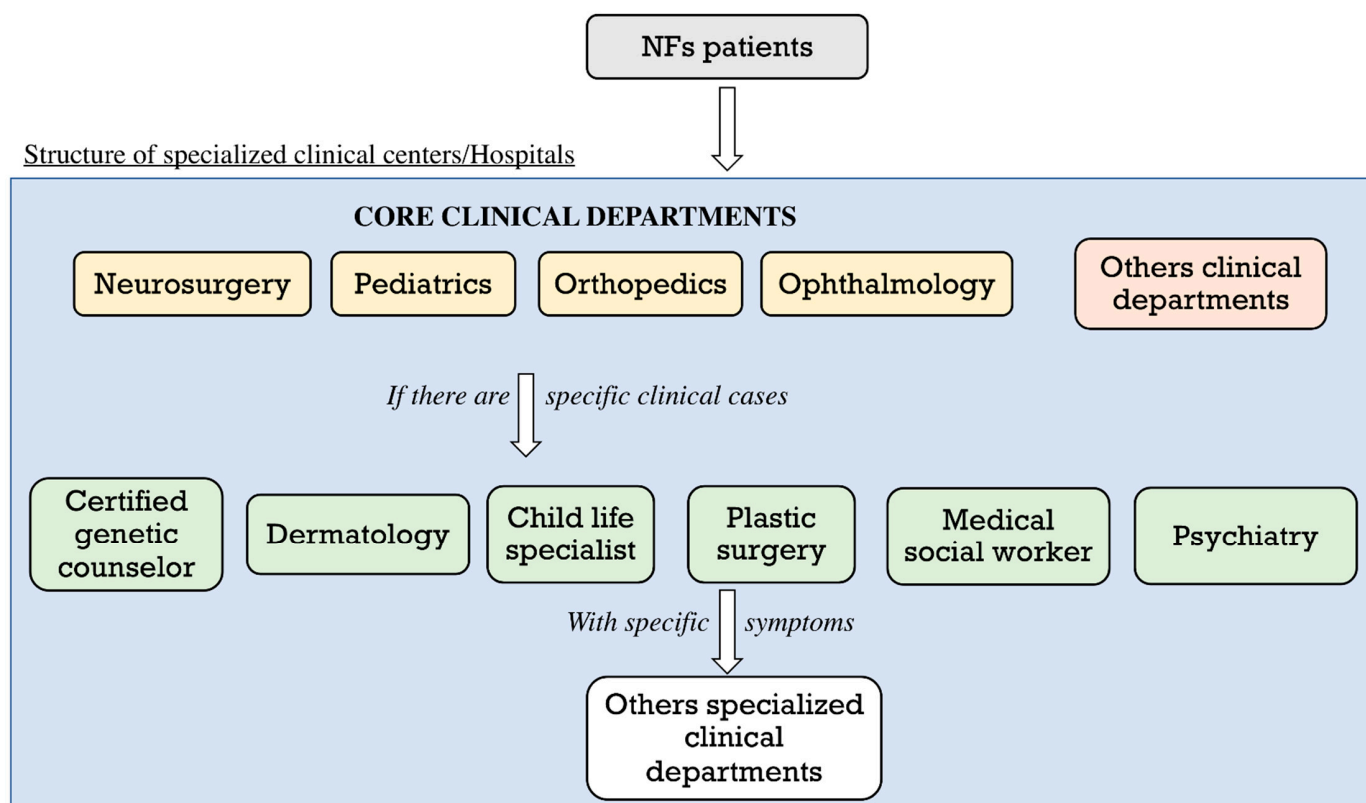 NFs patients
Structure of specialized clinical centers/Hospitals
CORE CLINICAL DEPARTMENTS
Neurosurgery
Pediatrics
Orthopedics
Ophthalmology
Others clinical
departments
If there are specific clinical cases
Certified
genetic
counselor
Dermatology
Child life
specialist
Plastic
surgery
Medical
social worker
Psychiatry
With specific symptoms
Others specialized
clinical
departments